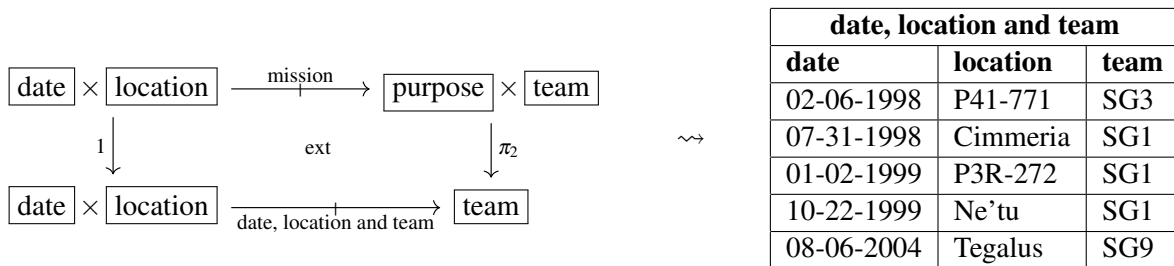 date × location mission purpose × team
1 ext π₂
date × location date, location and team team
⇝
date, location and team
date location team
02-06-1998 P41-771 SG3
07-31-1998 Cimmeria SG1
01-02-1999 P3R-272 SG1
10-22-1999 Ne'tu SG1
08-06-2004 Tegalus SG9